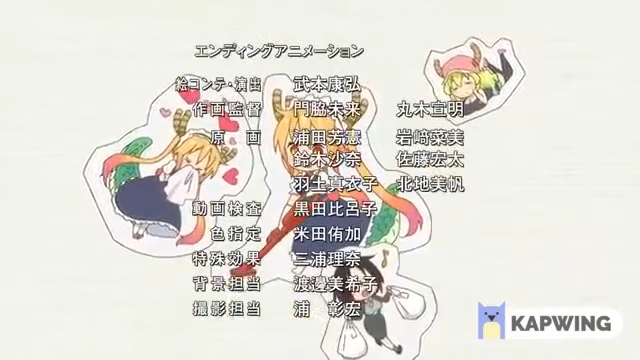 エンディングアニメーション
絵コンテ・演出 武本康弘
作画監督 門脇未来 丸木宣明
原 画 浦田芳憲 岩﨑菜美
鈴木沙奈 佐藤宏太
羽土真衣子 北地美帆
動画検査 黒田比呂子
色指定 米田侑加
特殊効果 三浦理奈
背景担当 渡邊美希子
撮影担当 浦 彰宏
KAPWING